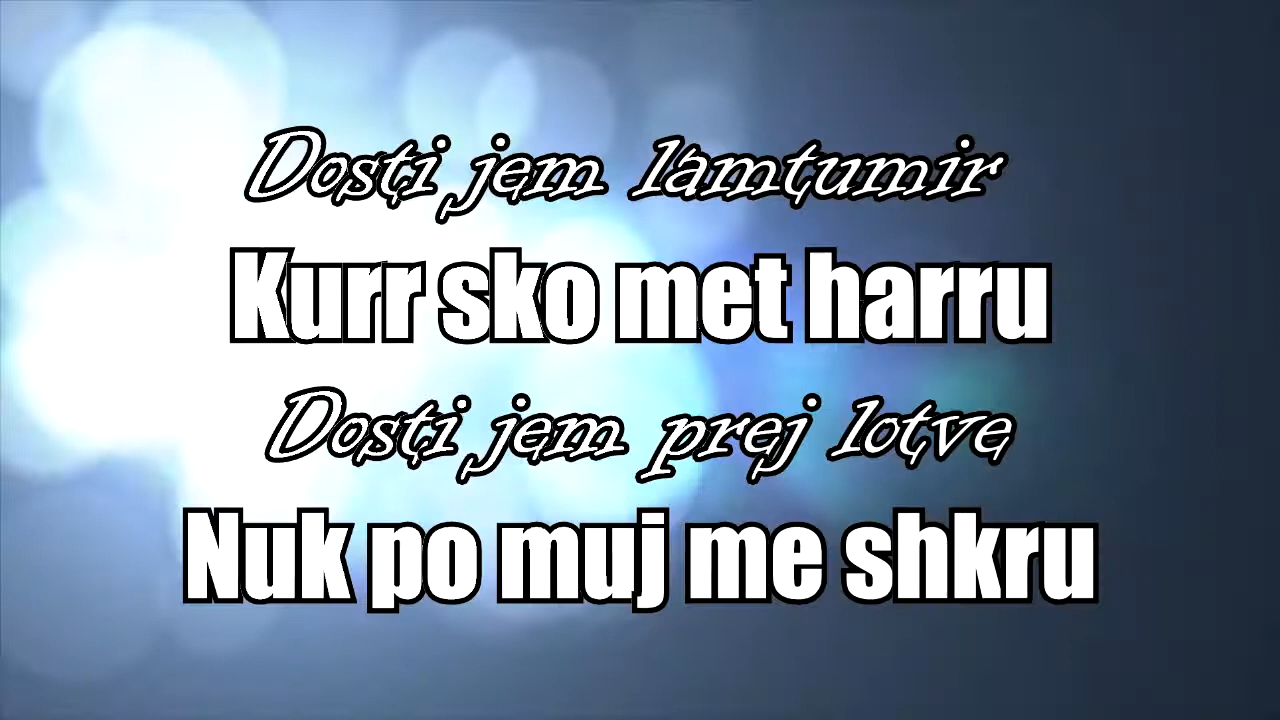 Dosti jem lamtumir
Kurr sko met harru
Dosti jem prej lotve
Nuk po muj me shkru